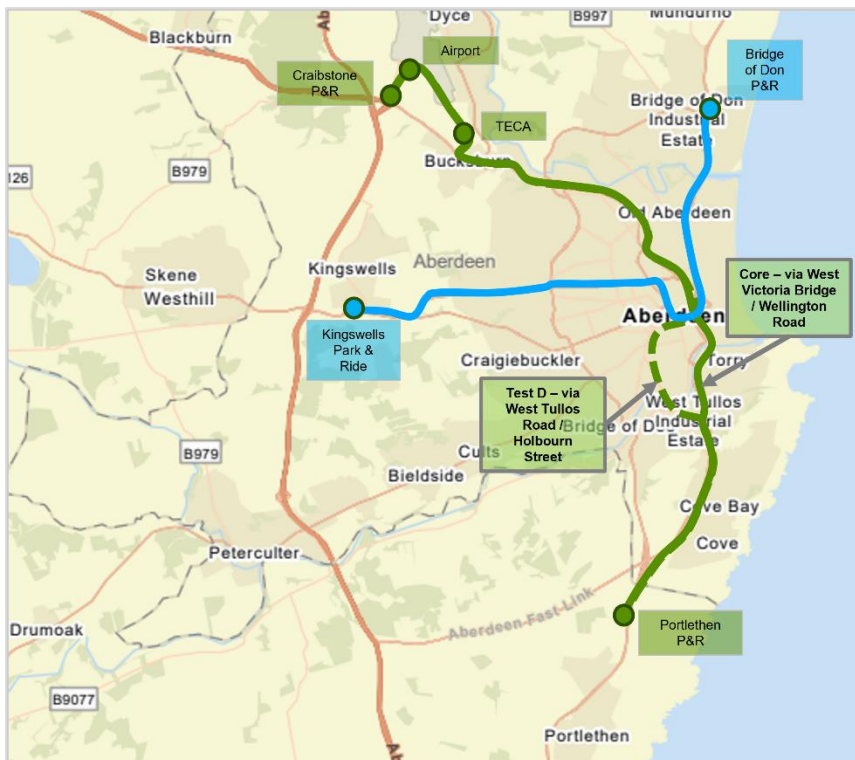 Dyce
B997
Mundurno
Blackburn
Airport
Craibstone
P&R
Bridge
of Don
P&R
Bridge of Don
Industrial
Estate
TECA
Bucksburn
B979
126
Old Aberdeen
Kingswells
Aberdeen
Skene
Westhill
Core – via West
Victoria Bridge
/ Wellington
Road
Aberdeen
Kingswells
Park &
Ride
Craigiebuckler
Torry
Test D – via
West Tullos
Road /
Holbourn
Street
West Tullos
Industrial
Estate
Bridge of D
Cults
B979
Bieldside
Cove Bay
Cove
Peterculter
Aberdeen Fast Link
Portlethen
P&R
Drumoak
B9077
Portlethen